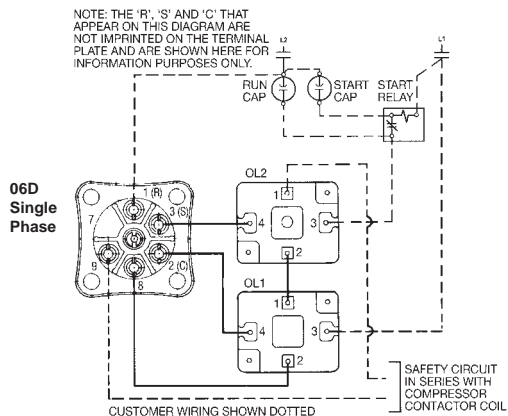 NOTE: THE 'R', 'S' AND 'C' THAT
APPEAR ON THIS DIAGRAM ARE
NOT IMPRINTED ON THE TERMINAL
PLATE AND ARE SHOWN HERE FOR
INFORMATION PURPOSES ONLY.
L2
L1
RUN
CAP
START
CAP
START
RELAY
06D
Single
Phase
1 (R)
3 (S)
7
9
2 (C)
8
OL2
1
4
3
2
OL1
1
4
3
2
SAFETY CIRCUIT
IN SERIES WITH
COMPRESSOR
CONTACTOR COIL
CUSTOMER WIRING SHOWN DOTTED